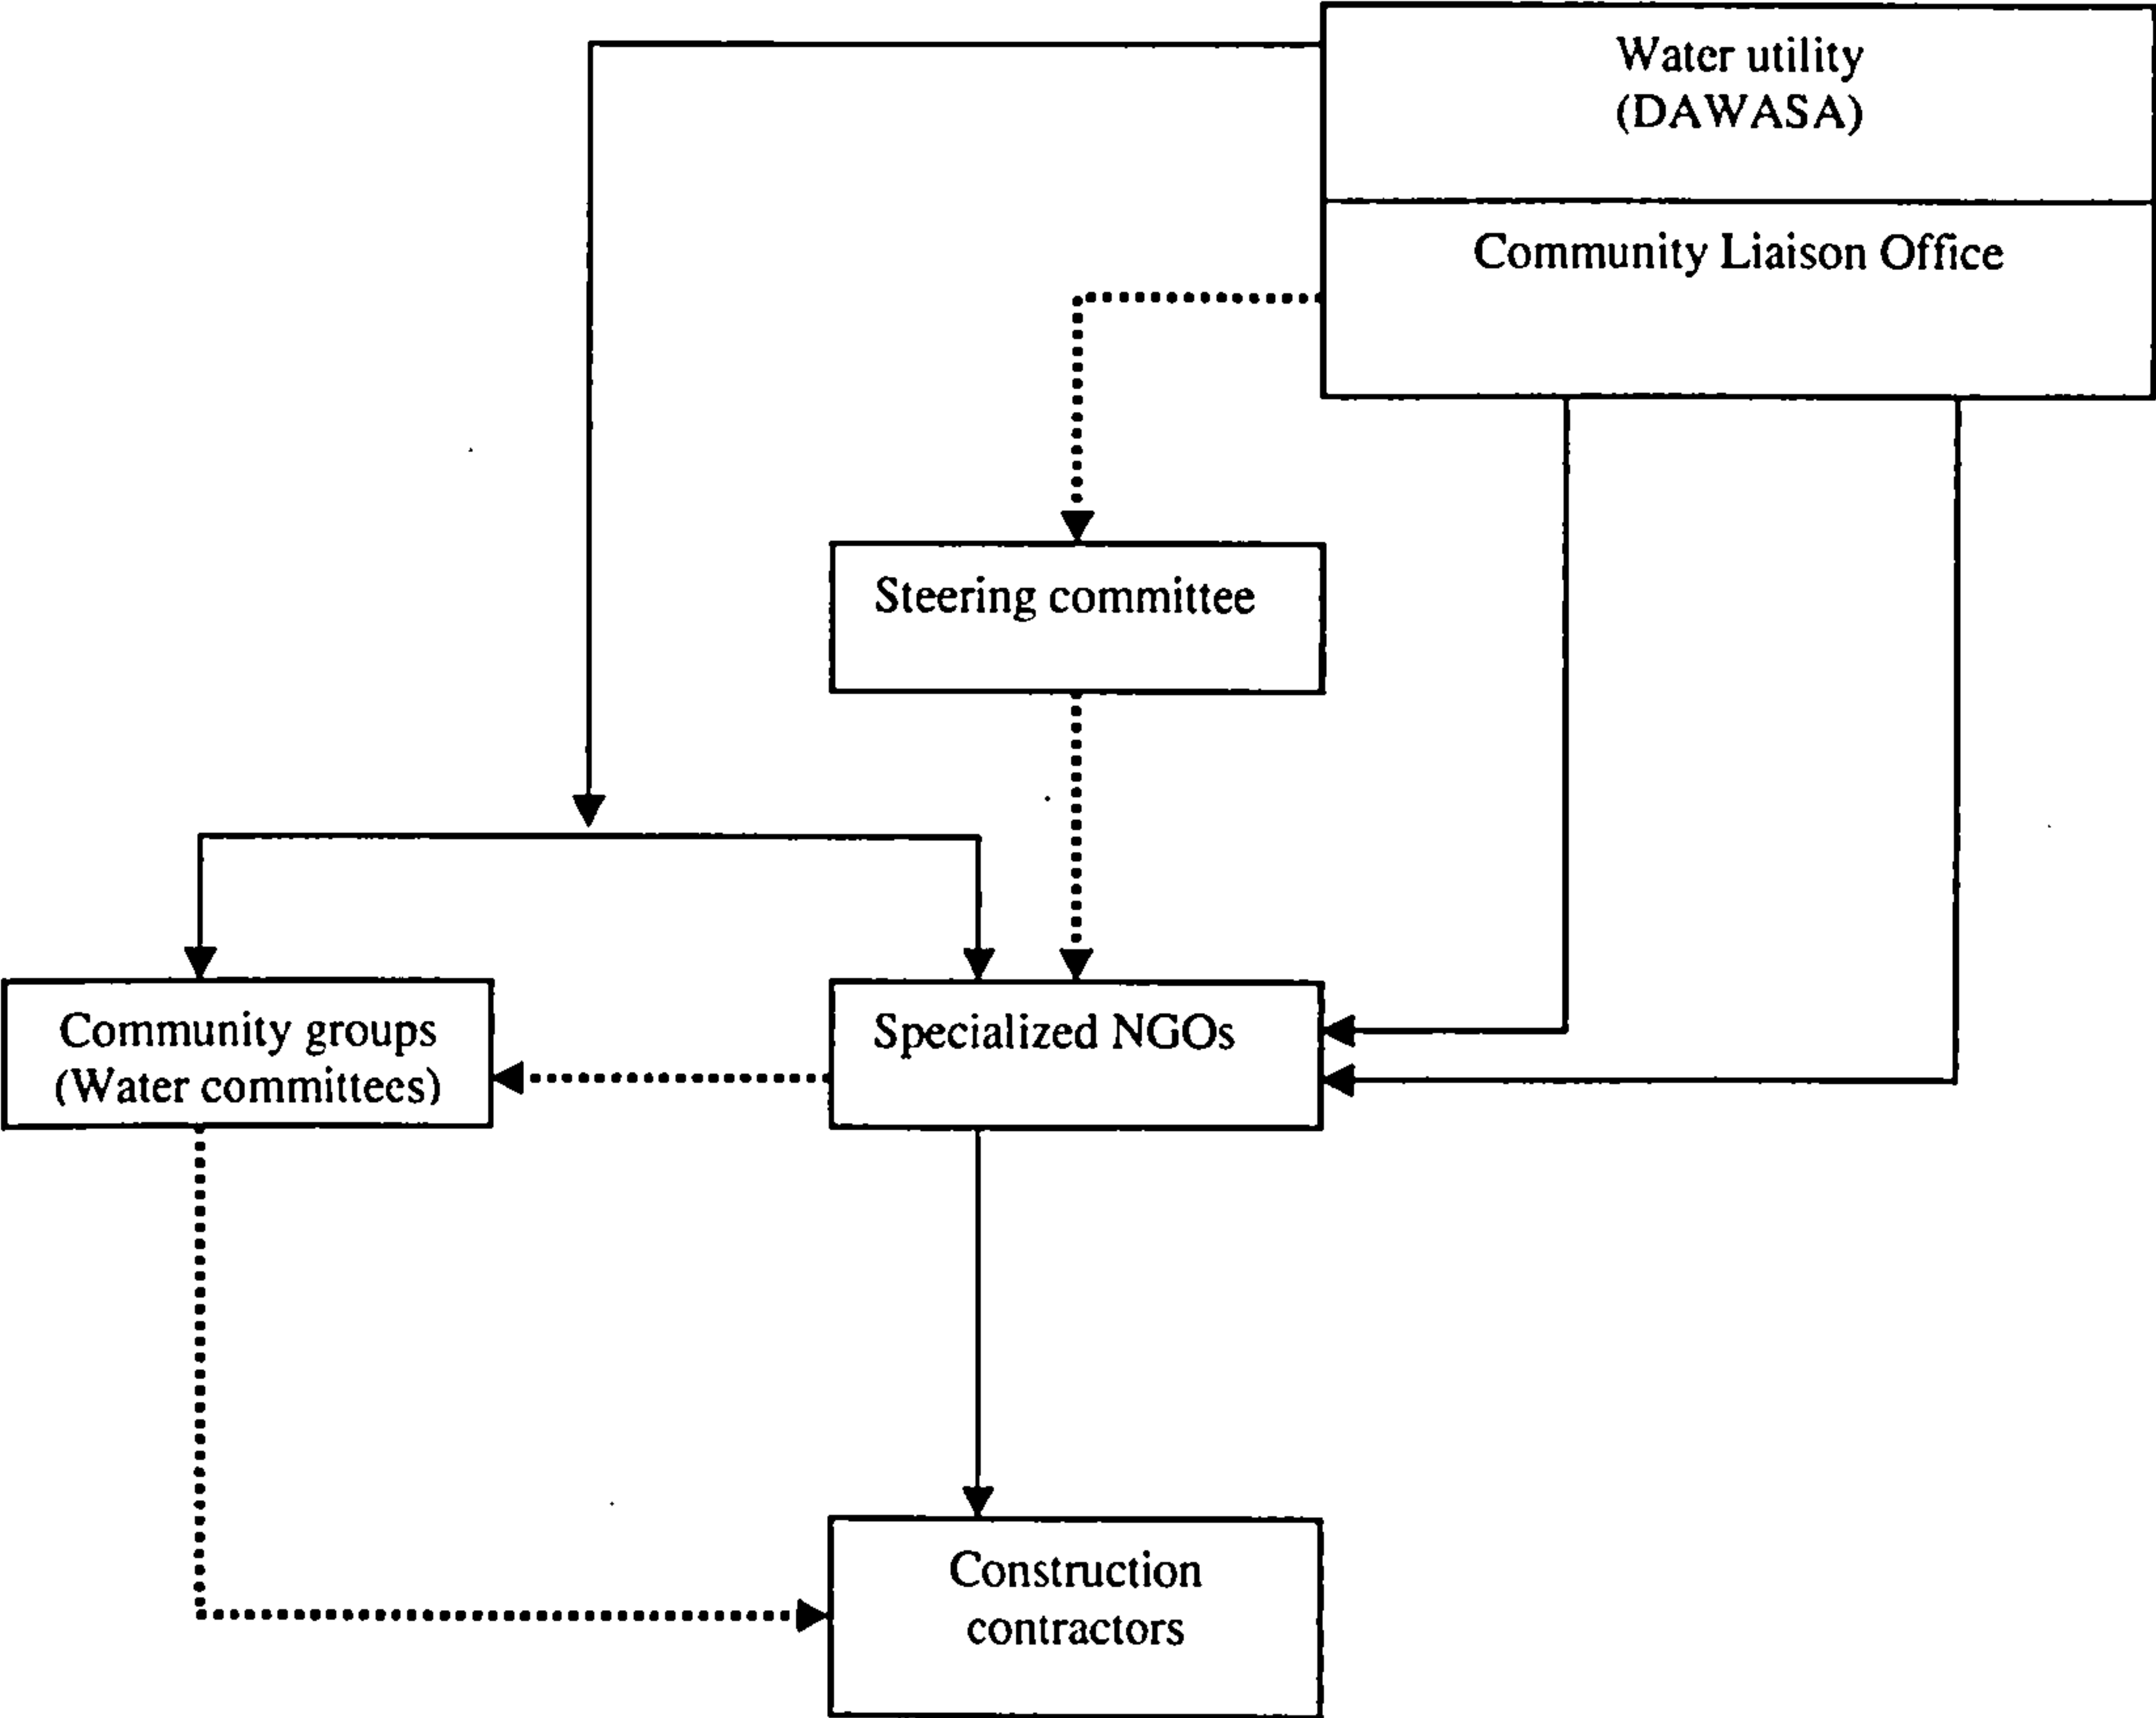 Water utility
(DAWASA)
Community Liaison Office
Steering committee
Community groups
(Water committees)
Specialized NGOs
Construction
contractors